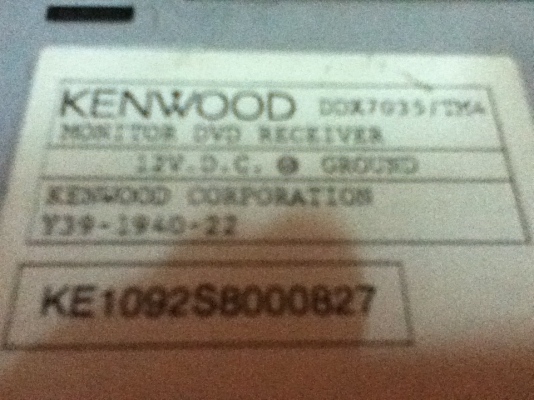 KENWOOD DDX7035/TMA
MONITOR DVD RECEIVER
12V.D.C. ⊖ GROUND
KENWOOD CORPORATION
Y39-1940-22
KE1092S8000827